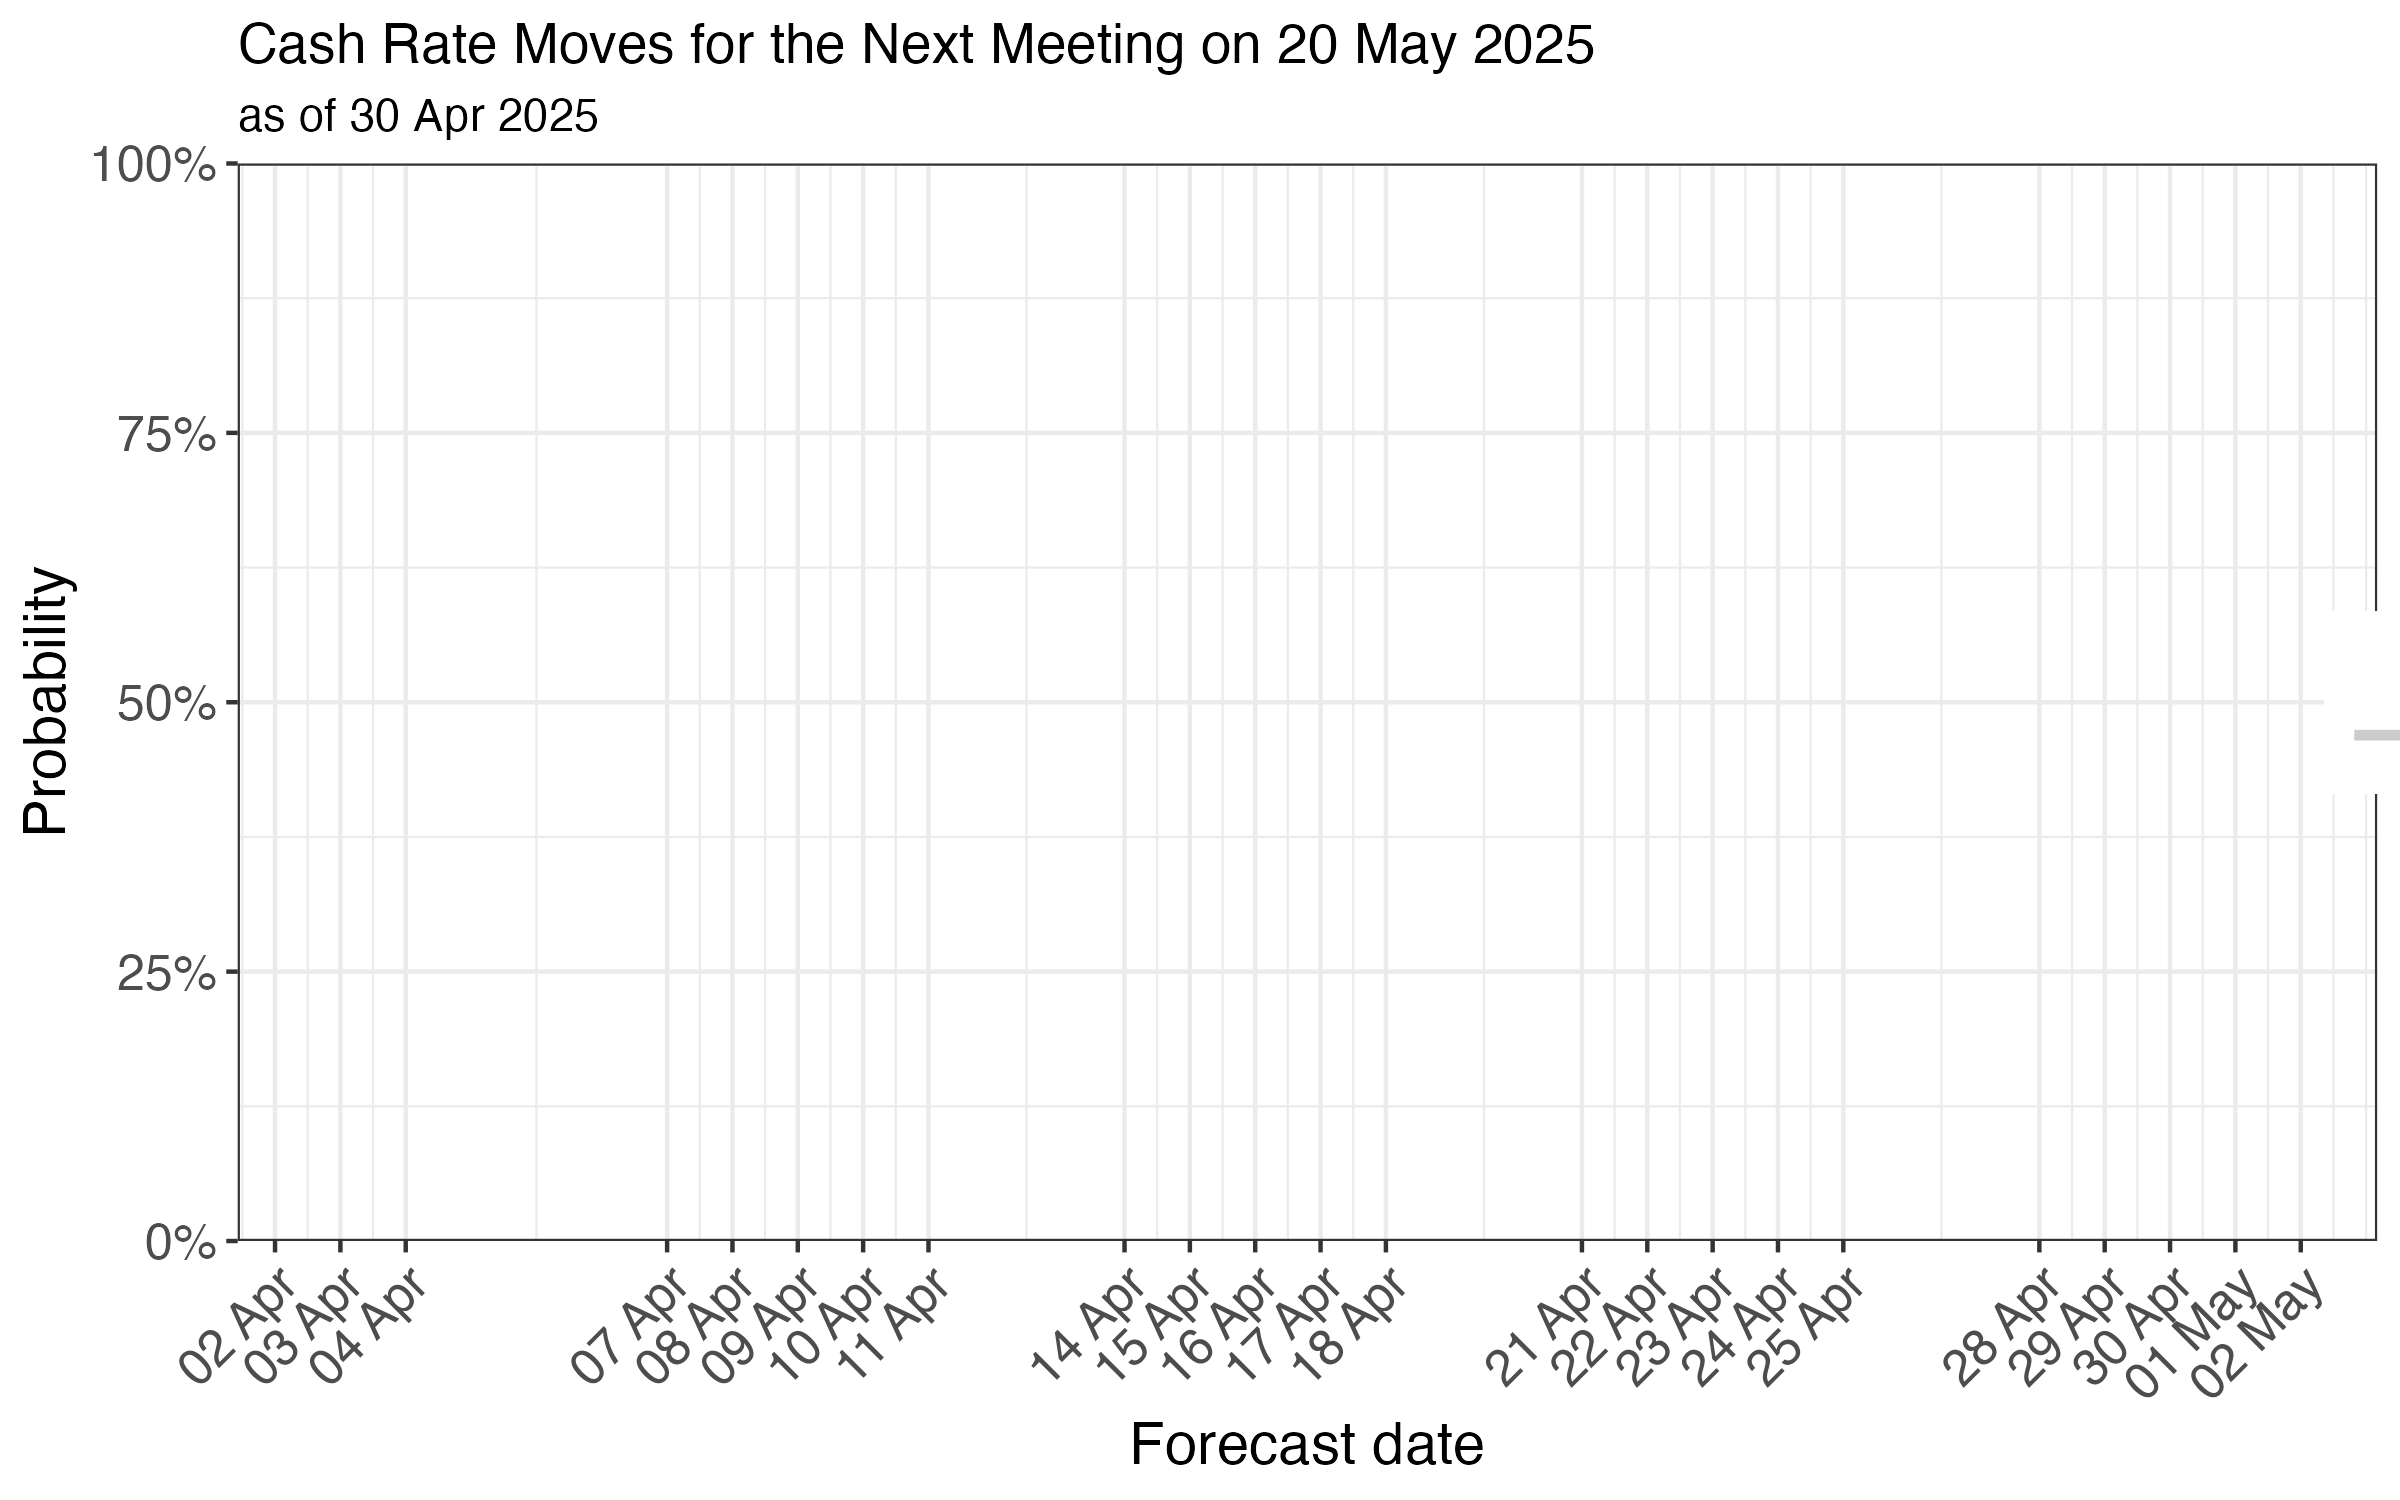 Cash Rate Moves for the Next Meeting on 20 May 2025
as of 30 Apr 2025
100%
75%
50%
25%
0%
Probability
02 Apr
03 Apr
04 Apr
07 Apr
08 Apr
09 Apr
10 Apr
11 Apr
14 Apr
15 Apr
16 Apr
17 Apr
18 Apr
21 Apr
22 Apr
23 Apr
24 Apr
25 Apr
28 Apr
29 Apr
30 Apr
01 May
02 May
Forecast date